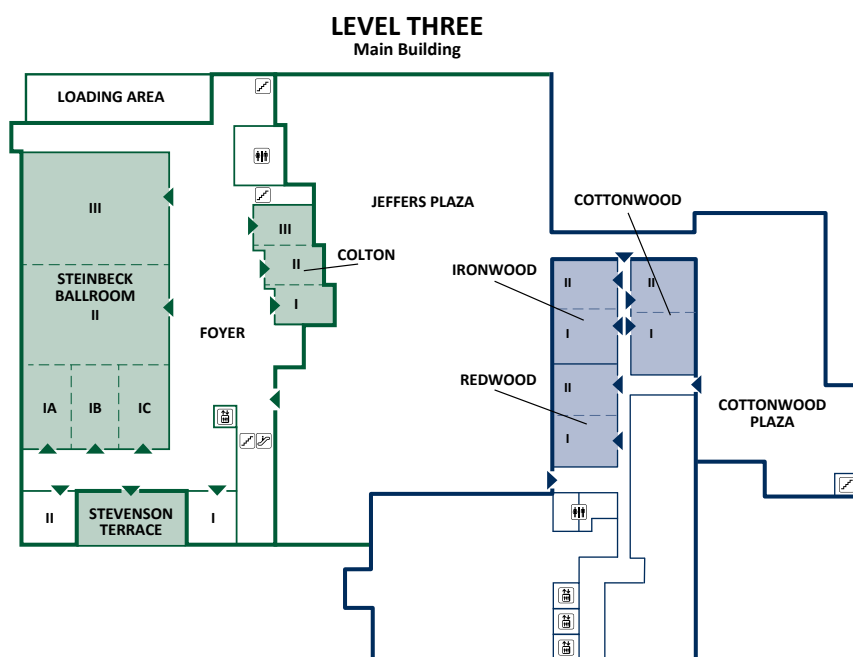 LEVEL THREE
Main Building
LOADING AREA
III
STEINBECK
BALLROOM
II
IA
IB
IC
FOYER
III
II
I
COLTON
JEFFERS PLAZA
COTTONWOOD
IRONWOOD
II
II
I
I
REDWOOD
II
I
COTTONWOOD
PLAZA
II
STEVENSON
TERRACE
I